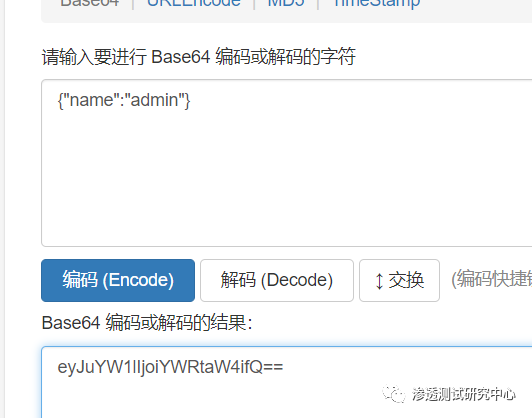 Base64 | URLEncode | MD5 | TimeStamp
请输入要进行 Base64 编码或解码的字符
{"name":"admin"}
编码 (Encode) 解码 (Decode) ↕ 交换 (编码快捷键
Base64 编码或解码的结果：
eyJuYW1lIjoiYWRtaW4ifQ==
渗透测试研究中心